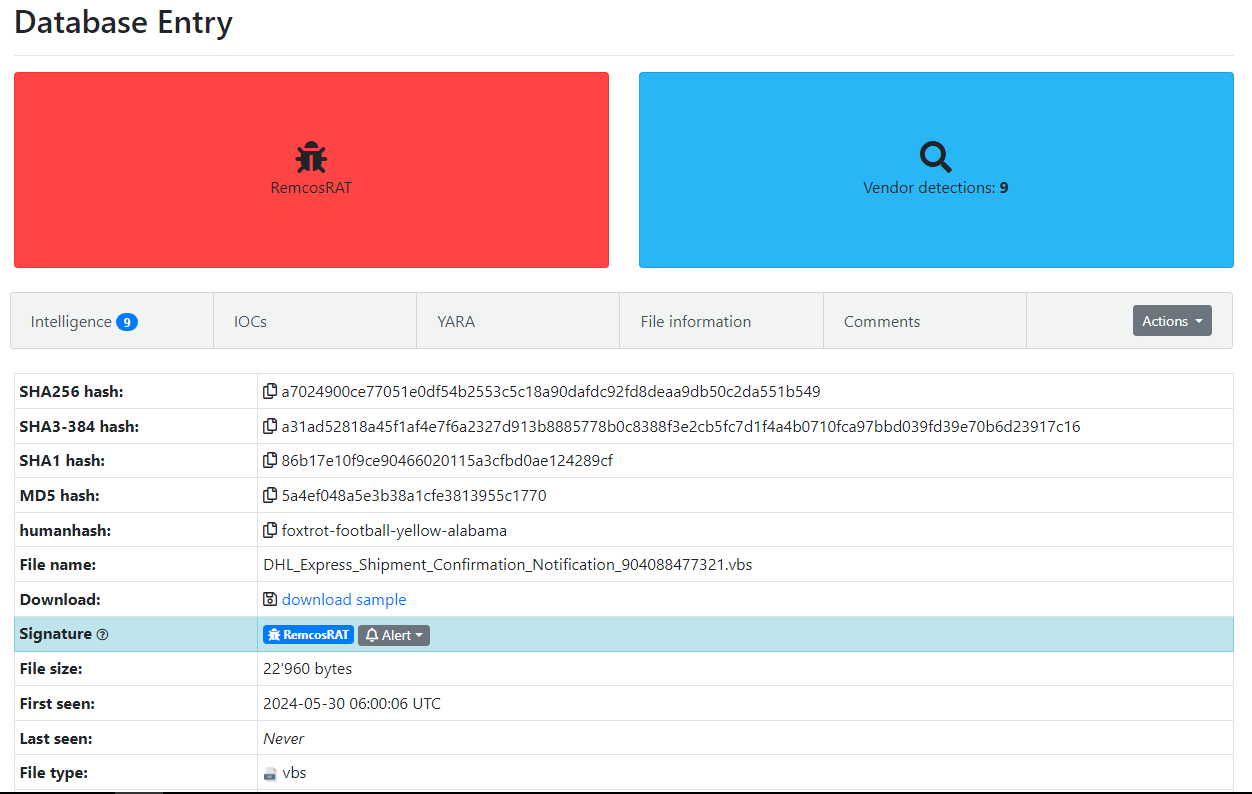 Database Entry
RemcosRAT
Vendor detections: 9
Intelligence 9
IOCs
YARA
File information
Comments
Actions
SHA256 hash: a7024900ce77051e0df54b2553c5c18a90dafdc92fd8deaa9db50c2da551b549
SHA3-384 hash: a31ad52818a45f1af4e7f6a2327d913b8885778b0c8388f3e2cb5fc7d1f4a4b0710fca97bbd039fd39e70b6d23917c16
SHA1 hash: 86b17e10f9ce90466020115a3cfbd0ae124289cf
MD5 hash: 5a4ef048a5e3b38a1cfe3813955c1770
humanhash: foxtrot-football-yellow-alabama
File name: DHL_Express_Shipment_Confirmation_Notification_904088477321.vbs
Download: download sample
Signature RemcosRAT Alert
File size: 22'960 bytes
First seen: 2024-05-30 06:00:06 UTC
Last seen: Never
File type: vbs